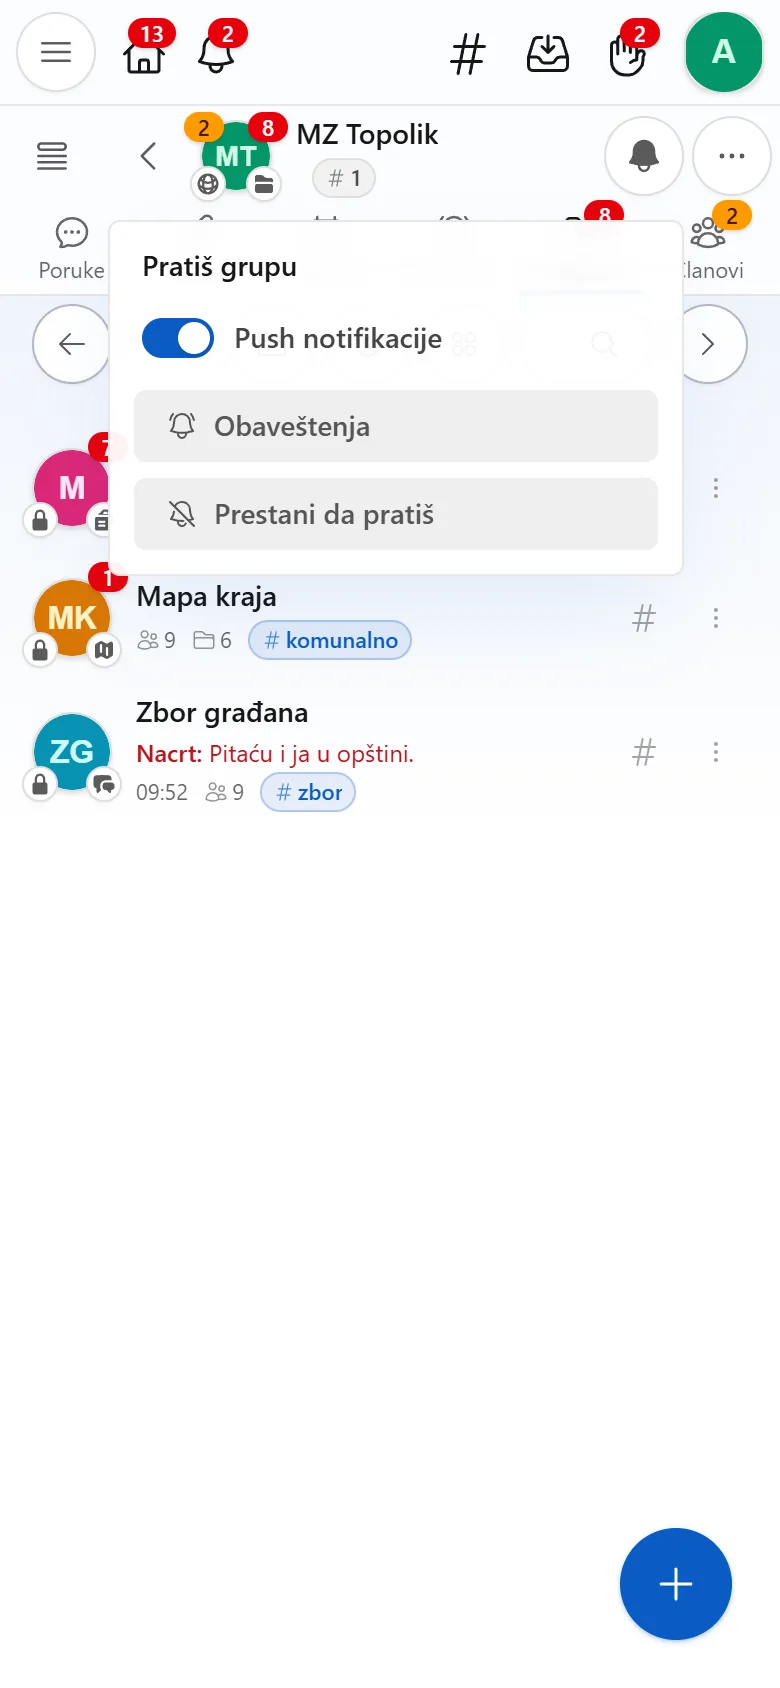 13
2
2
A
2
8
MT
MZ Topolik
# 1
8
2
Poruke
Pratiš grupu
Push notifikacije
Obaveštenja
Prestani da pratiš
7
M
1
MK
Mapa kraja
9
6
# komunalno
ZG
Zbor građana
Nacrt: Pitaću i ja u opštini.
09:52
9
# zbor